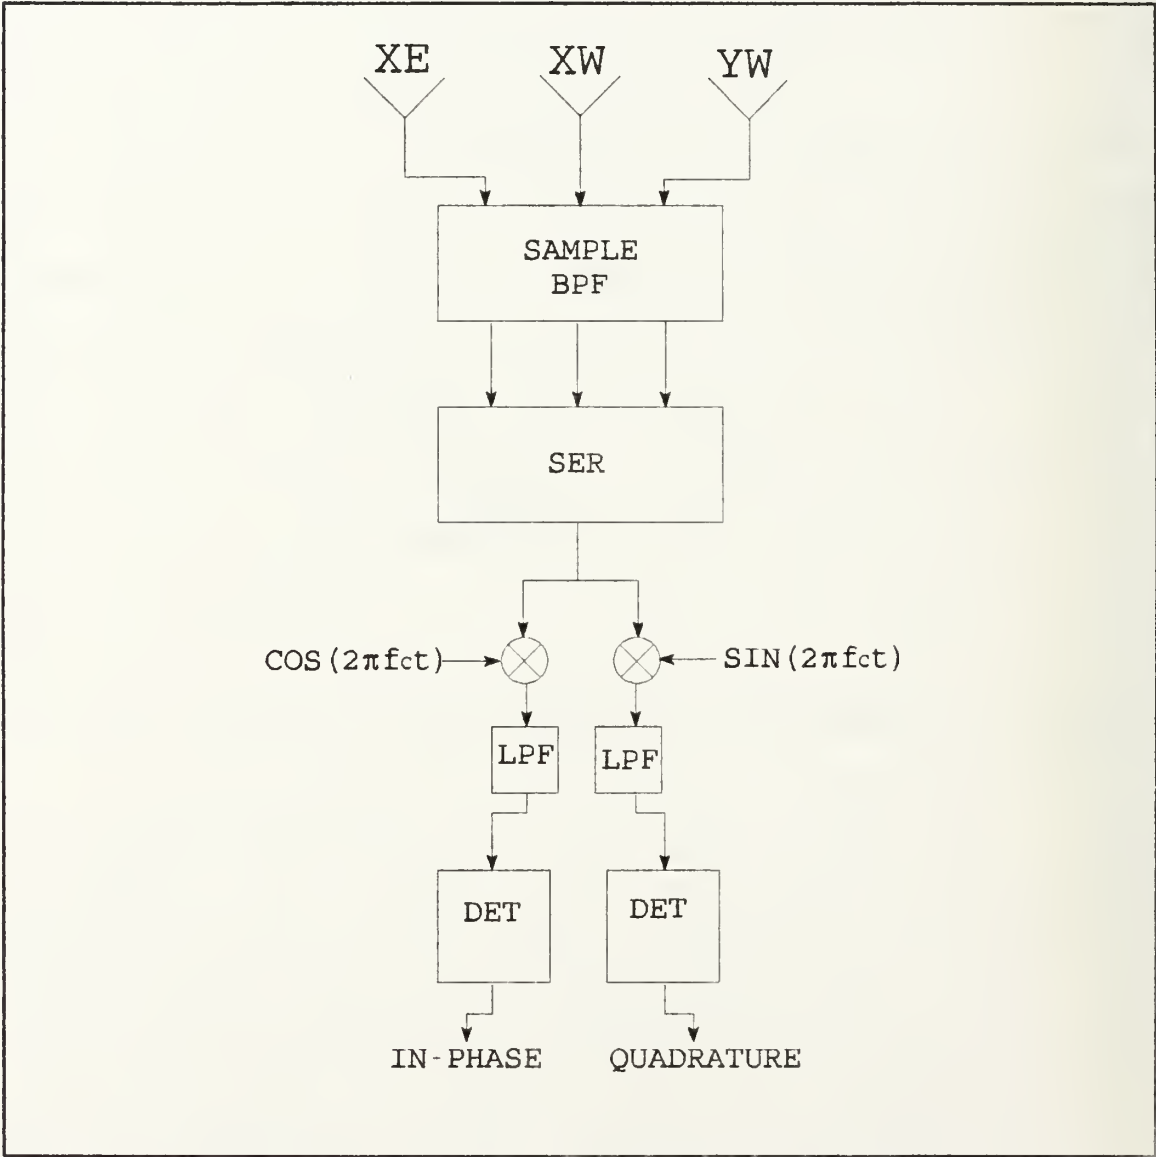 XE XW YW
SAMPLE
BPF
SER
COS(2πfct) SIN(2πfct)
LPF LPF
DET DET
IN-PHASE QUADRATURE